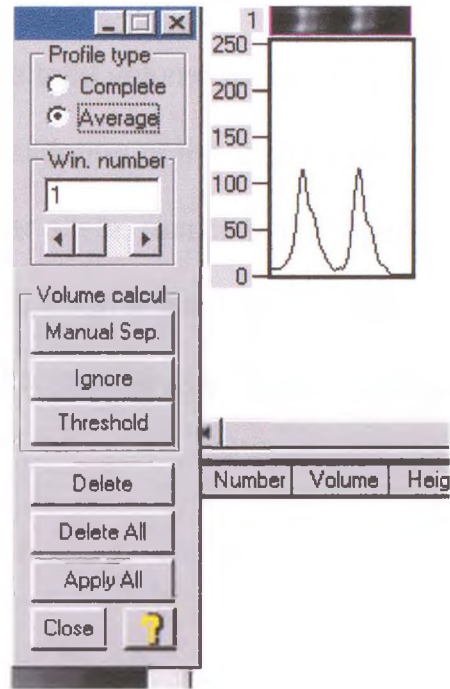 Profile type
Complete
Average
Win. number
1
Volume calcul
Manual Sep.
Ignore
Threshold
Delete
Delete All
Apply All
Close
?
1
250
200
150
100
50
0
Number Volume Heig